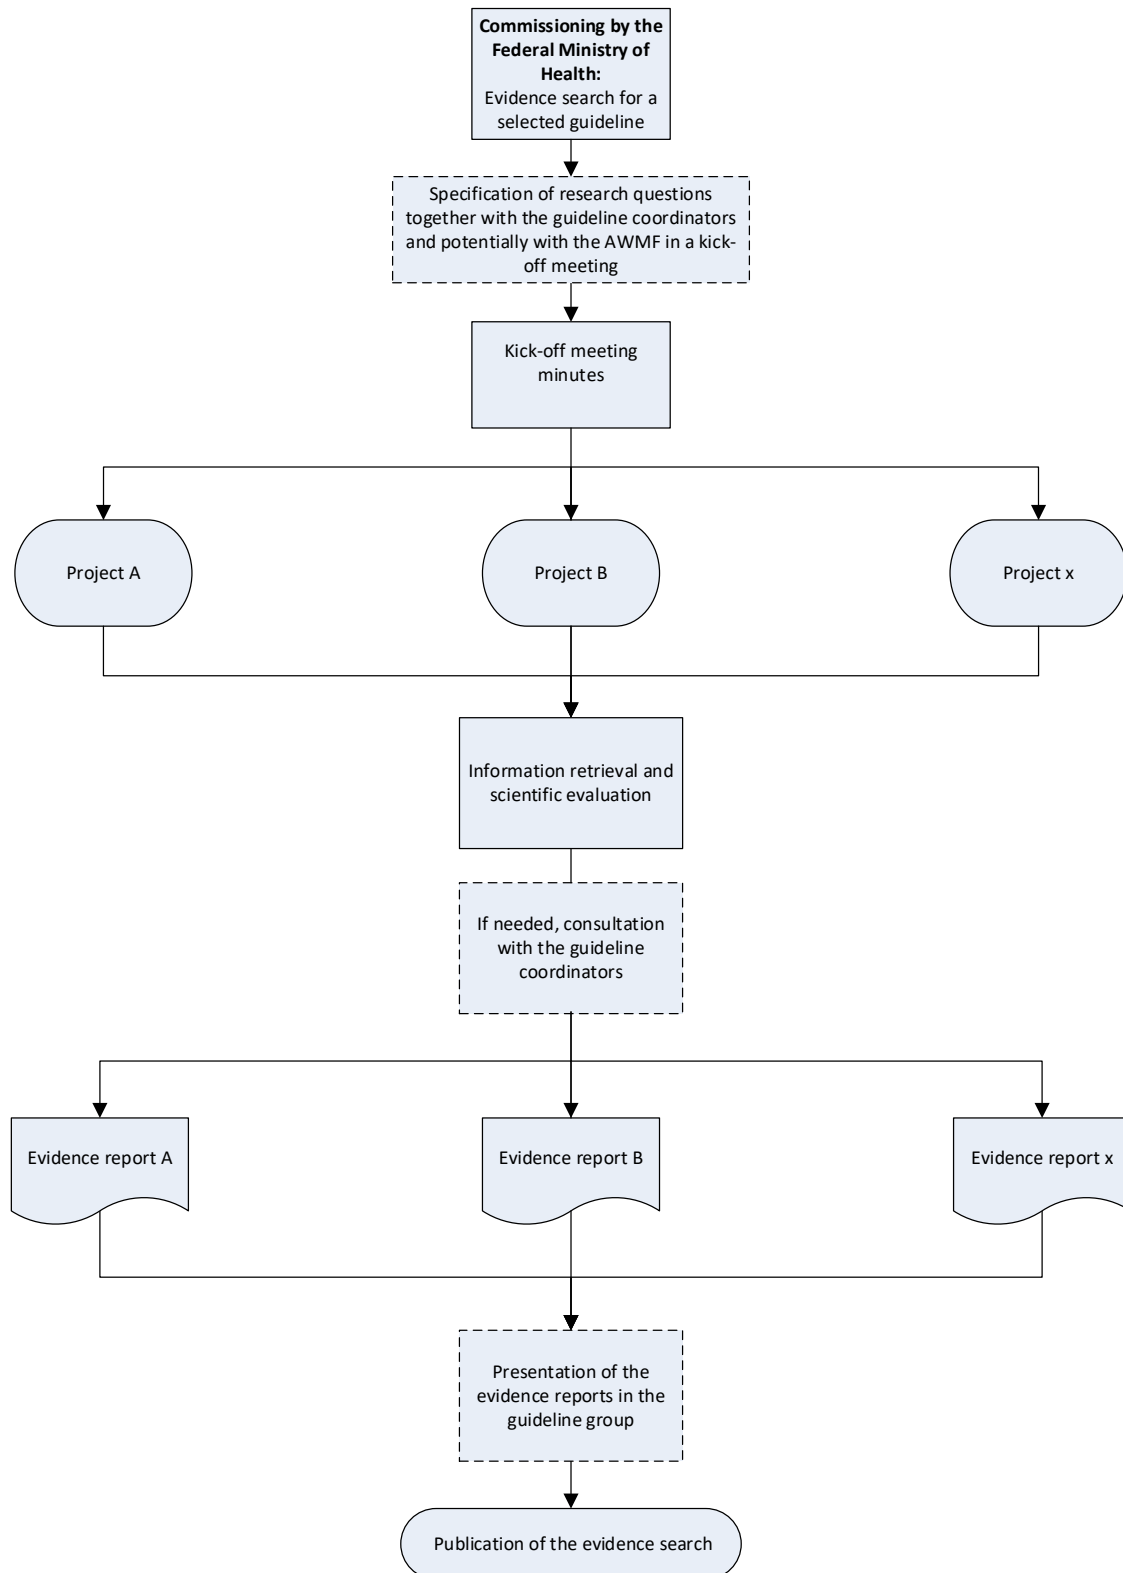 Commissioning by the
Federal Ministry of
Health:
Evidence search for a
selected guideline
Specification of research questions
together with the guideline coordinators
and potentially with the AWMF in a kick-
off meeting
Kick-off meeting
minutes
Project A
Project B
Project x
Information retrieval and
scientific evaluation
If needed, consultation
with the guideline
coordinators
Evidence report A
Evidence report B
Evidence report x
Presentation of the
evidence reports in the
guideline group
Publication of the evidence search